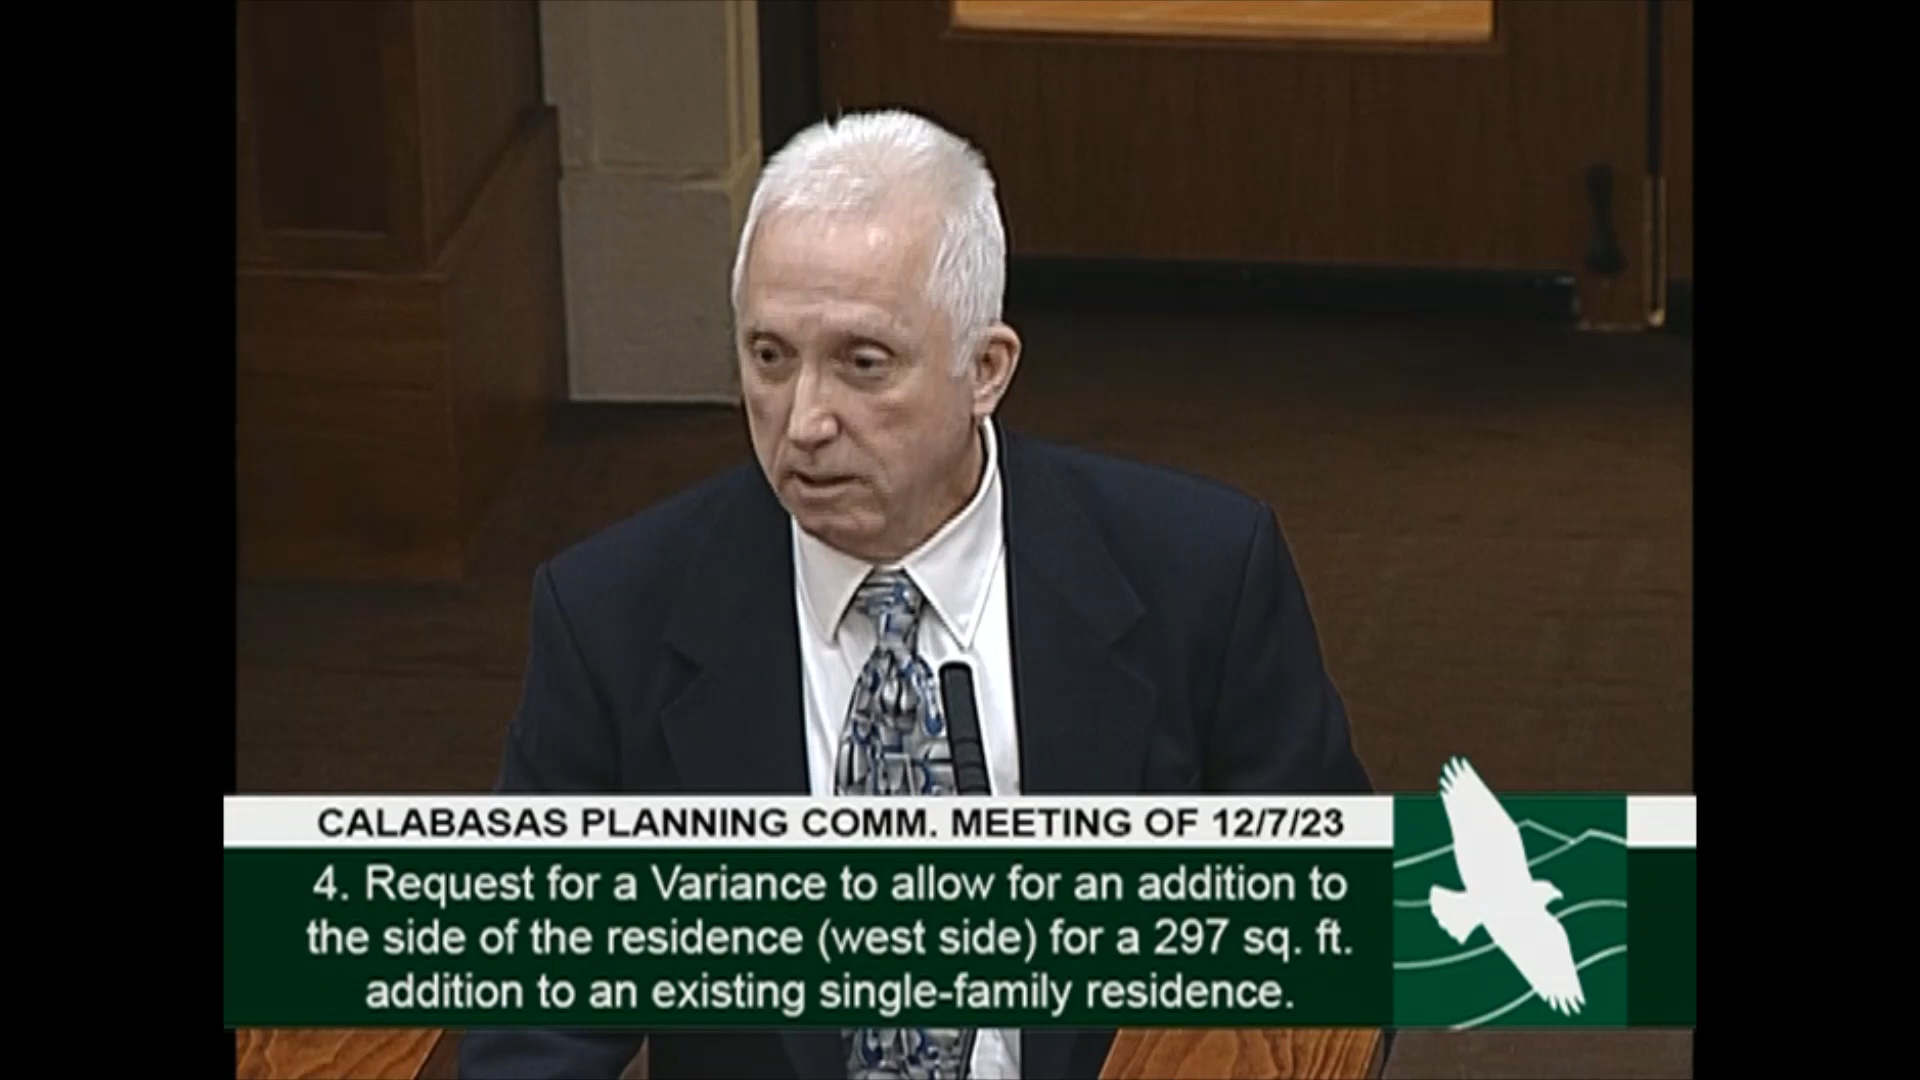 CALABASAS PLANNING COMM. MEETING OF 12/7/23
4. Request for a Variance to allow for an addition to
the side of the residence (west side) for a 297 sq. ft.
addition to an existing single-family residence.